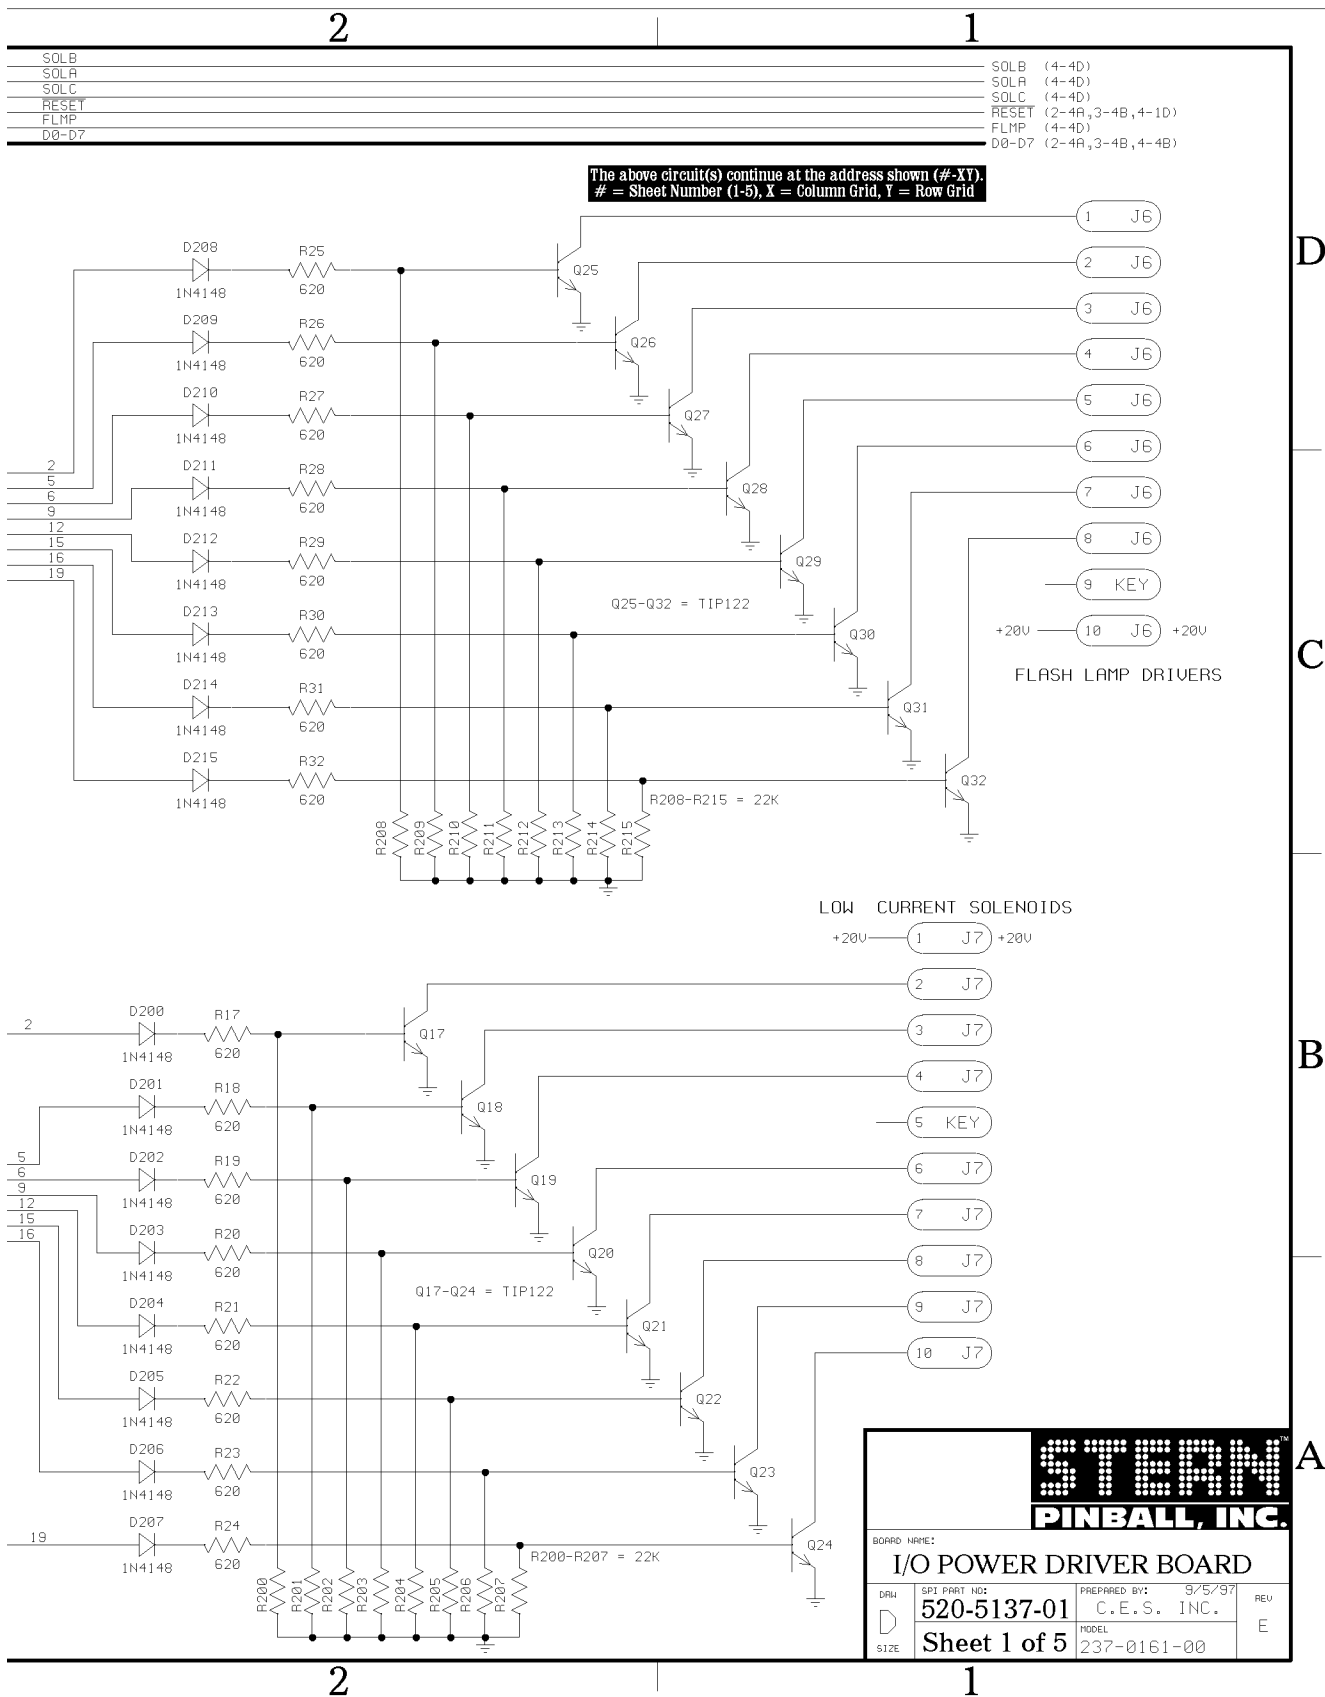 2 1
SOLB
SOLA
SOLC
RESET
FLMP
D0-D7
SOLB (4-4D)
SOLA (4-4D)
SOLC (4-4D)
RESET (2-4A,3-4B,4-1D)
FLMP (4-4D)
D0-D7 (2-4A,3-4B,4-4B)
The above circuit(s) continue at the address shown (#-XY).
# = Sheet Number (1-5), X = Column Grid, Y = Row Grid
D
C
B
A
1 J6
2 J6
3 J6
4 J6
5 J6
6 J6
7 J6
8 J6
9 KEY
+20V 10 J6 +20V
FLASH LAMP DRIVERS
D208 R25
1N4148 620
Q25
D209 R26
1N4148 620
Q26
D210 R27
1N4148 620
Q27
D211 R28
1N4148 620
Q28
D212 R29
1N4148 620
Q29
D213 R30
1N4148 620
Q30
D214 R31
1N4148 620
Q31
D215 R32
1N4148 620
Q32
2
5
6
9
12
15
16
19
Q25-Q32 = TIP122
R208-R215 = 22K
R208 R209 R210 R211 R212 R213 R214 R215
LOW CURRENT SOLENOIDS
+20V 1 J7 +20V
2 J7
3 J7
4 J7
5 KEY
6 J7
7 J7
8 J7
9 J7
10 J7
D200 R17
1N4148 620
Q17
D201 R18
1N4148 620
Q18
D202 R19
1N4148 620
Q19
D203 R20
1N4148 620
Q20
D204 R21
1N4148 620
Q21
D205 R22
1N4148 620
Q22
D206 R23
1N4148 620
Q23
D207 R24
1N4148 620
Q24
2
5
6
9
12
15
16
19
Q17-Q24 = TIP122
R200-R207 = 22K
R200 R201 R202 R203 R204 R205 R206 R207
STERN™
PINBALL, INC.
BOARD NAME:
I/O POWER DRIVER BOARD
DRW
D
SIZE
SPI PART NO:
520-5137-01
PREPARED BY: 9/5/97
C.E.S. INC.
REV
E
Sheet 1 of 5
MODEL
237-0161-00
2 1